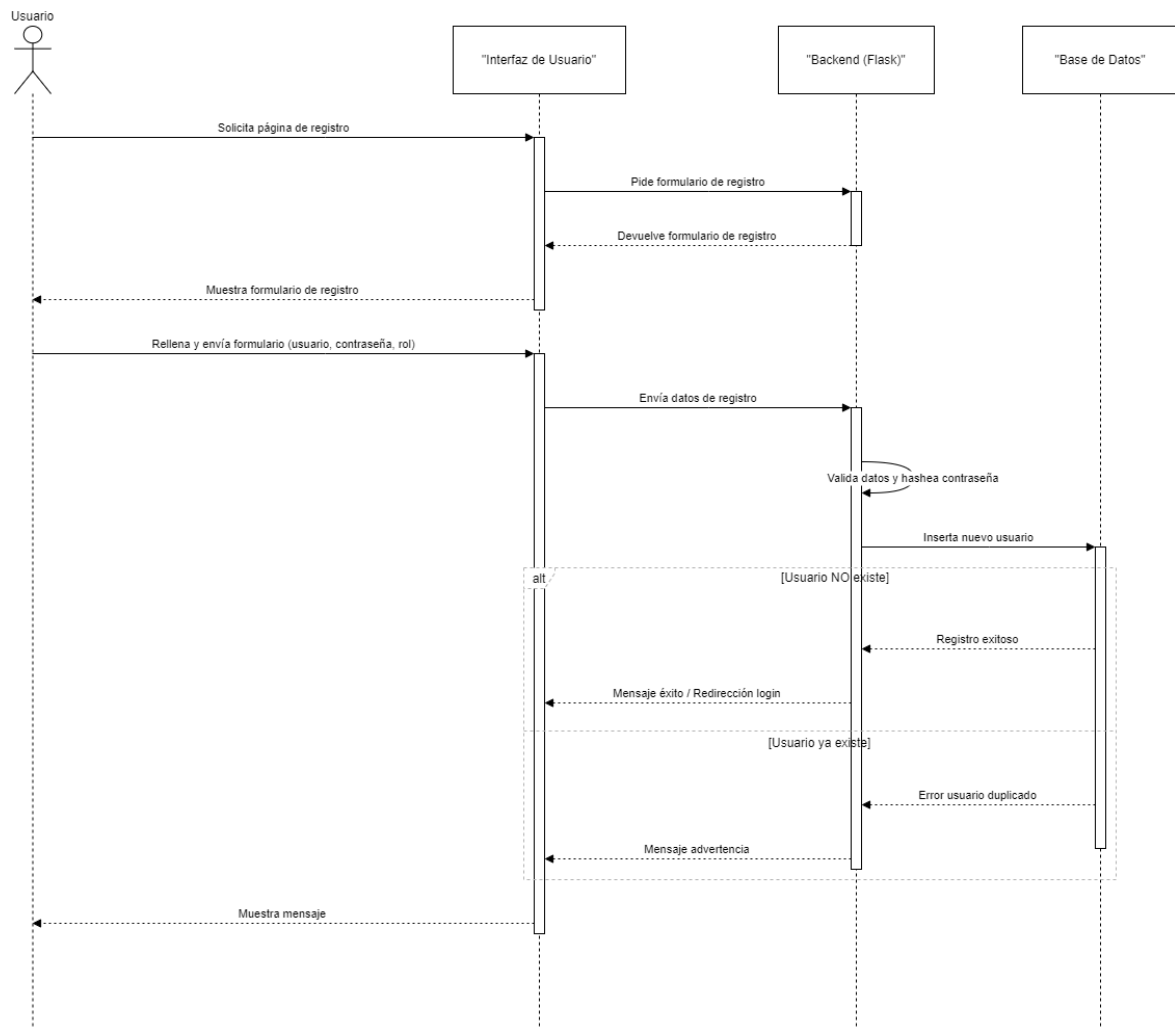 Usuario
"Interfaz de Usuario"
"Backend (Flask)"
"Base de Datos"
Solicita página de registro
Pide formulario de registro
Devuelve formulario de registro
Muestra formulario de registro
Rellena y envía formulario (usuario, contraseña, rol)
Envía datos de registro
Valida datos y hashea contraseña
Inserta nuevo usuario
alt
[Usuario NO existe]
Registro exitoso
Mensaje éxito / Redirección login
[Usuario ya existe]
Error usuario duplicado
Mensaje advertencia
Muestra mensaje